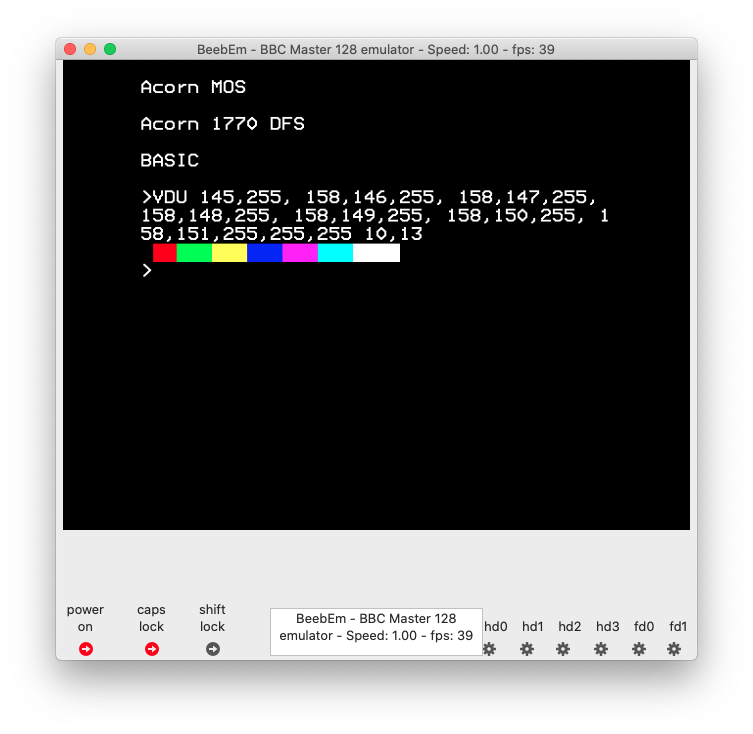 BeebEm - BBC Master 128 emulator - Speed: 1.00 - fps: 39
Acorn MOS
Acorn 1770 DFS
BASIC
>VDU 145,255, 158,146,255, 158,147,255,
158,148,255, 158,149,255, 158,150,255, 1
58,151,255,255,255 10,13
>
power on
caps lock
shift lock
BeebEm - BBC Master 128
emulator - Speed: 1.00 - fps: 39
hd0 hd1 hd2 hd3 fd0 fd1